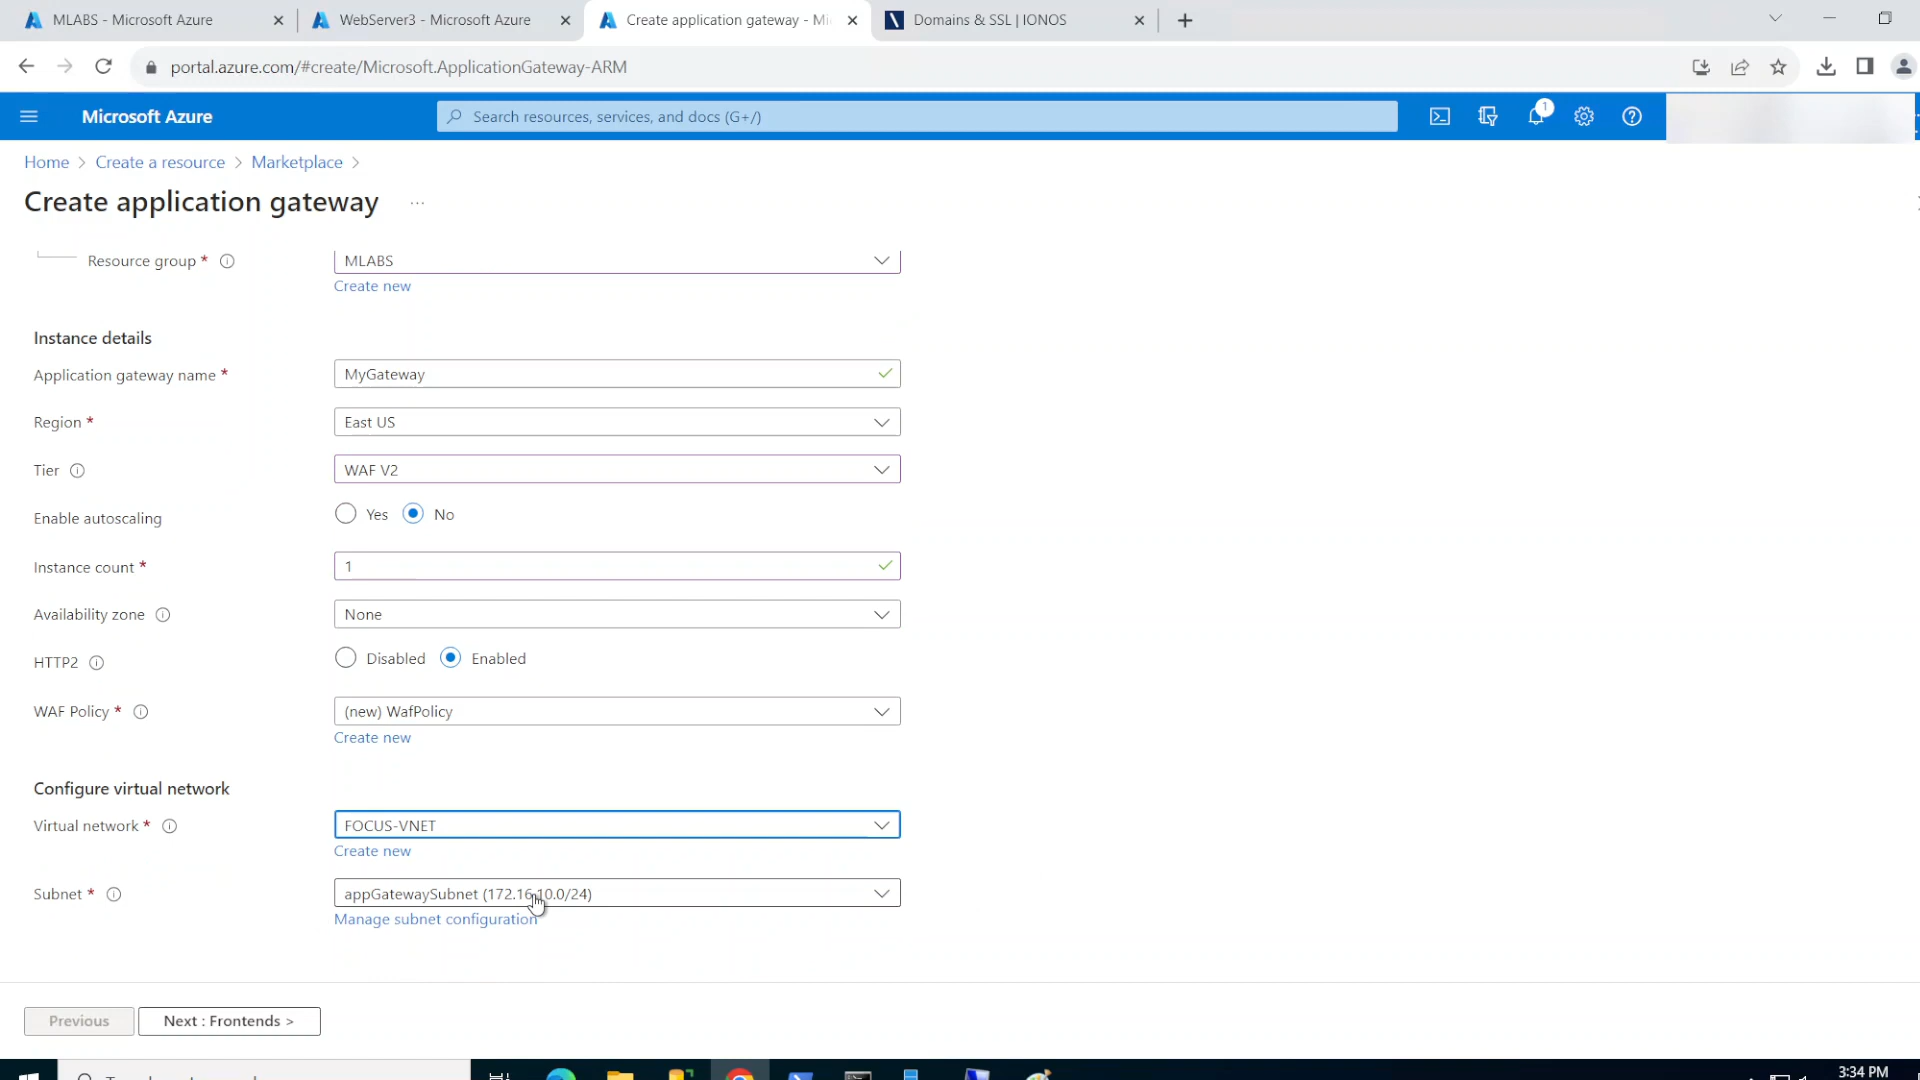 MLABS - Microsoft Azure
WebServer3 - Microsoft Azure
Create application gateway - Mi
Domains & SSL | IONOS
portal.azure.com/#create/Microsoft.ApplicationGateway-ARM
Microsoft Azure
Search resources, services, and docs (G+/)
1
Home > Create a resource > Marketplace >
Create application gateway ...
Resource group *
MLABS
Create new
Instance details
Application gateway name *
MyGateway
Region *
East US
Tier
WAF V2
Enable autoscaling
Yes No
Instance count *
1
Availability zone
None
HTTP2
Disabled Enabled
WAF Policy *
(new) WafPolicy
Create new
Configure virtual network
Virtual network *
FOCUS-VNET
Create new
Subnet *
appGatewaySubnet (172.16.10.0/24)
Manage subnet configuration
Previous
Next : Frontends >
3:34 PM